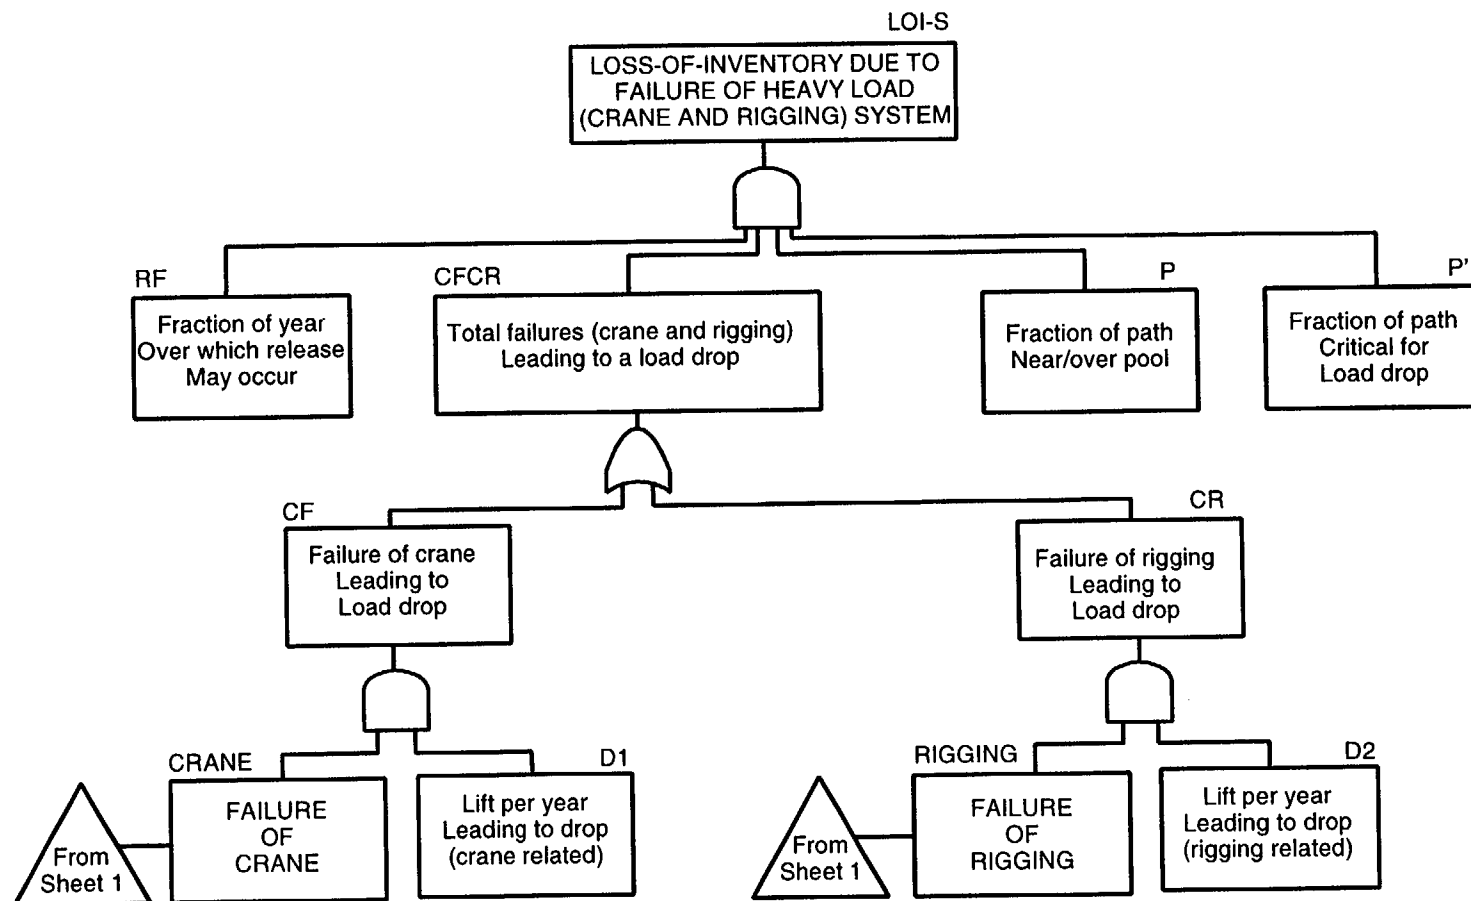 LOI-S
LOSS-OF-INVENTORY DUE TO
FAILURE OF HEAVY LOAD
(CRANE AND RIGGING) SYSTEM
RF
Fraction of year
Over which release
May occur
CFCR
Total failures (crane and rigging)
Leading to a load drop
P
Fraction of path
Near/over pool
P'
Fraction of path
Critical for
Load drop
CF
Failure of crane
Leading to
Load drop
CR
Failure of rigging
Leading to
Load drop
From
Sheet 1
CRANE
FAILURE
OF
CRANE
D1
Lift per year
Leading to drop
(crane related)
From
Sheet 1
RIGGING
FAILURE
OF
RIGGING
D2
Lift per year
Leading to drop
(rigging related)